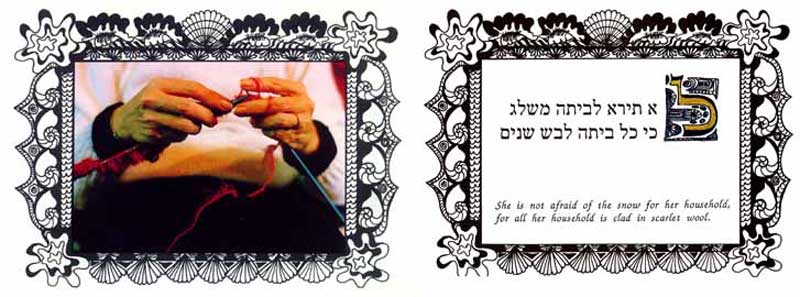 לא תירא לביתה משלג
כי כל ביתה לבש שנים
She is not afraid of the snow for her household,
for all her household is clad in scarlet wool.